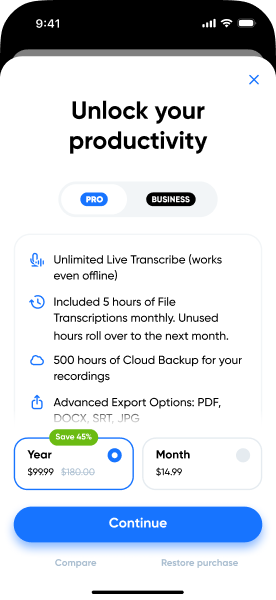 9:41
Unlock your
productivity
PRO
BUSINESS
Unlimited Live Transcribe (works
even offline)
Included 5 hours of File
Transcriptions monthly. Unused
hours roll over to the next month.
500 hours of Cloud Backup for your
recordings
Advanced Export Options: PDF,
DOCX, SRT, JPG
Save 45%
Year
$99.99 $180.00
Month
$14.99
Continue
Compare
Restore purchase